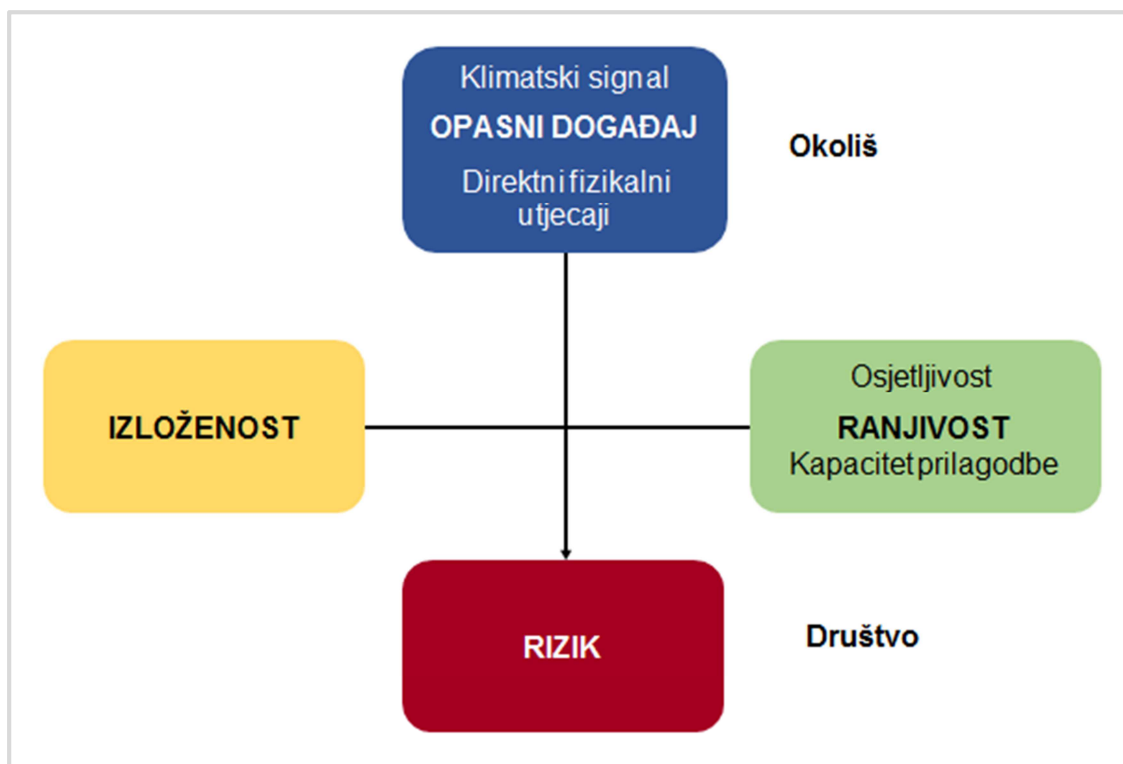 Klimatski signal
OPASNI DOGAĐAJ
Direktni fizikalni
utjecaji
Okoliš
IZLOŽENOST
Osjetljivost
RANJIVOST
Kapacitet prilagodbe
RIZIK
Društvo